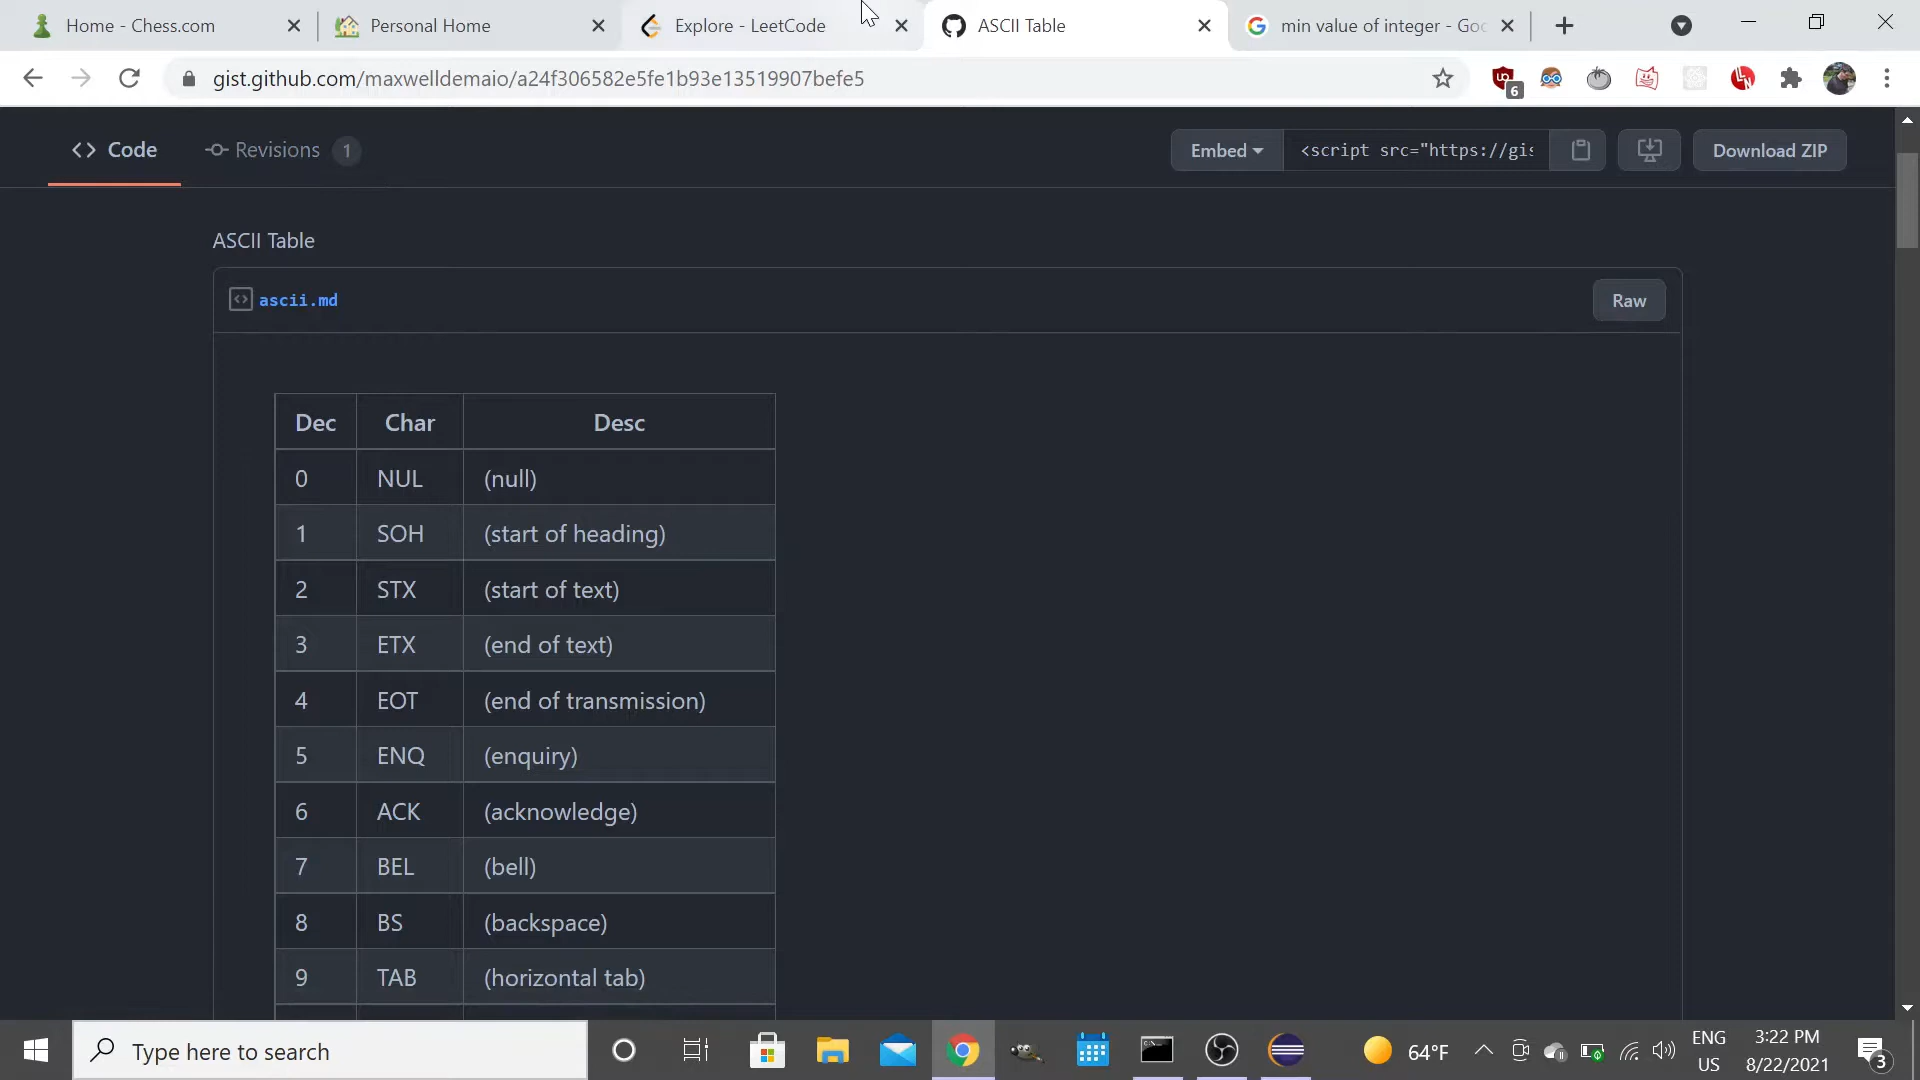 Home - Chess.com
Personal Home
Explore - LeetCode
ASCII Table
min value of integer - Goo
gist.github.com/maxwelldemaio/a24f306582e5fe1b93e13519907befe5
6
Code
Revisions 1
Embed
<script src="https://gis
Download ZIP
ASCII Table
ascii.md
Raw
Dec Char Desc
0 NUL (null)
1 SOH (start of heading)
2 STX (start of text)
3 ETX (end of text)
4 EOT (end of transmission)
5 ENQ (enquiry)
6 ACK (acknowledge)
7 BEL (bell)
8 BS (backspace)
9 TAB (horizontal tab)
Type here to search
64°F
ENG
US
3:22 PM
8/22/2021
3